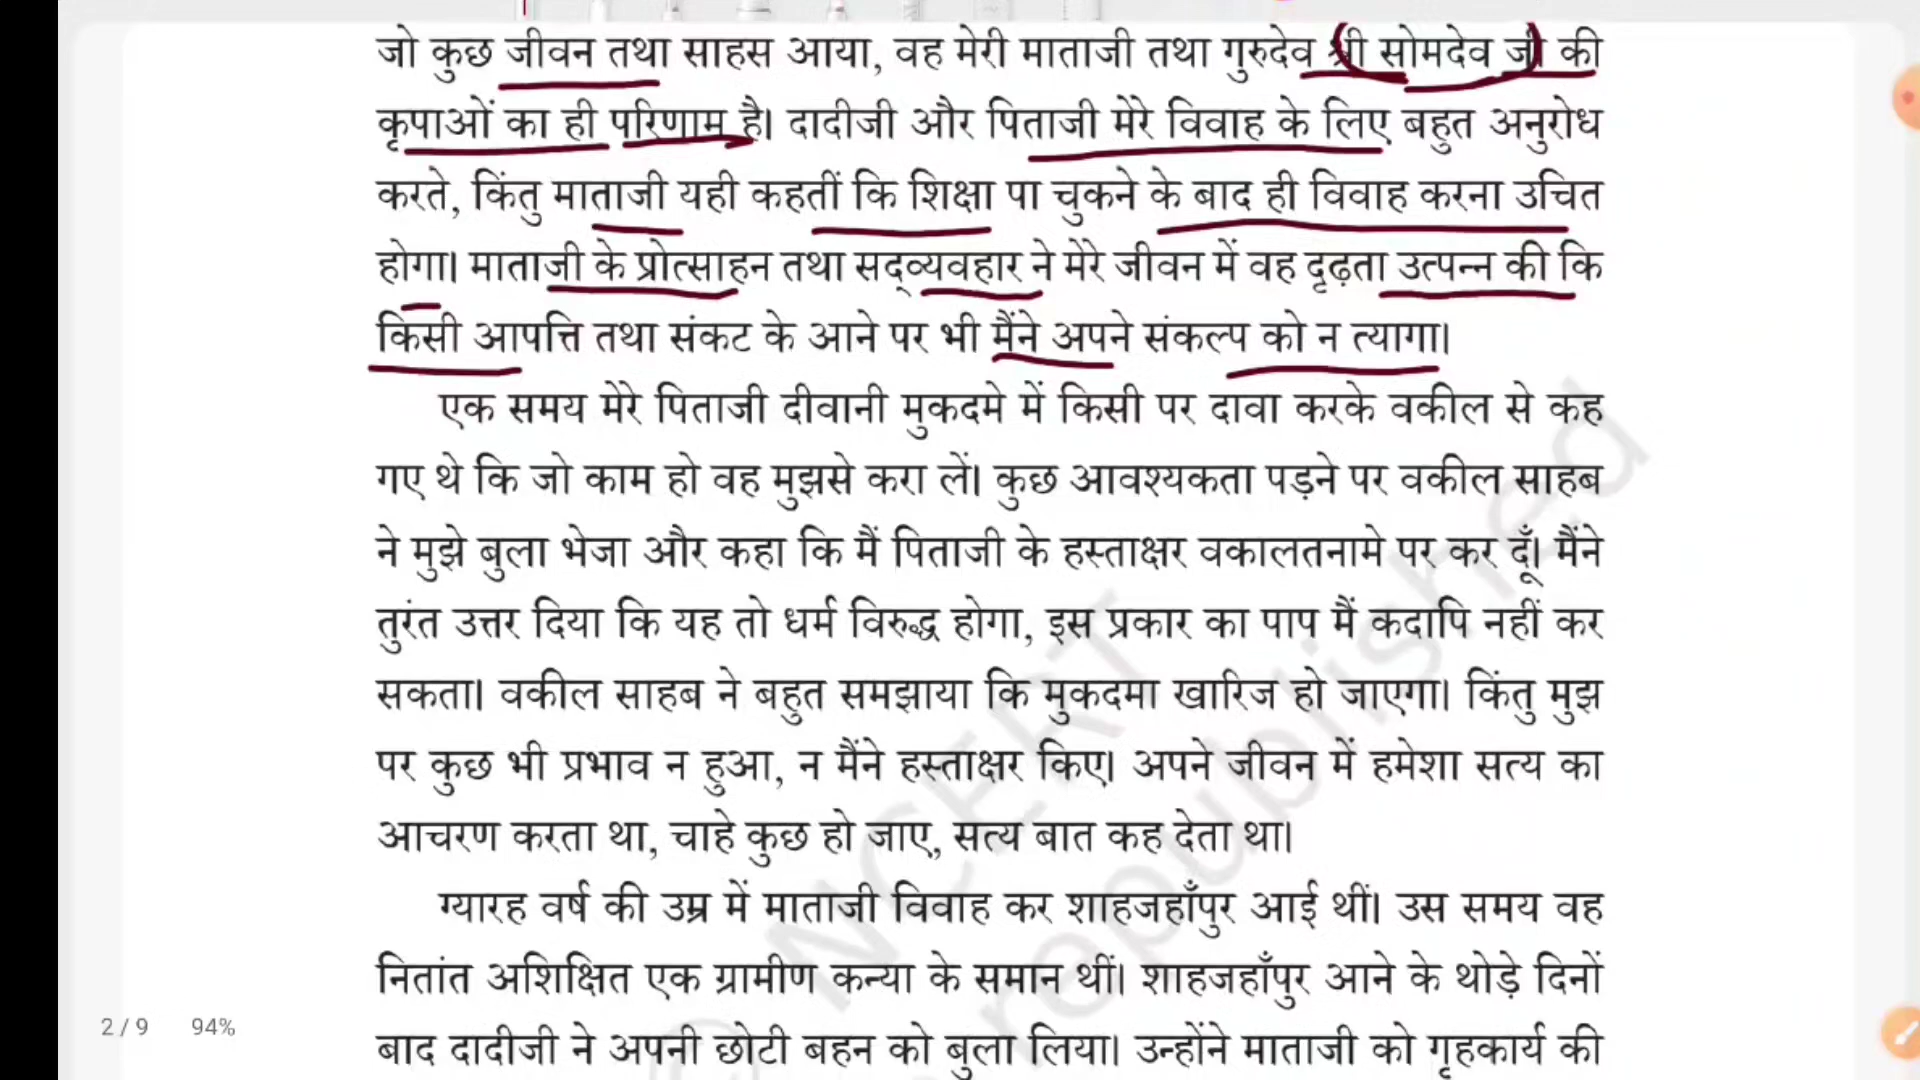 जो कुछ जीवन तथा साहस आया, वह मेरी माताजी तथा गुरुदेव श्री सोमदेव जी की
कृपाओं का ही परिणाम है। दादीजी और पिताजी मेरे विवाह के लिए बहुत अनुरोध
करते, किंतु माताजी यही कहतीं कि शिक्षा पा चुकने के बाद ही विवाह करना उचित
होगा। माताजी के प्रोत्साहन तथा सद्व्यवहार ने मेरे जीवन में वह दृढ़ता उत्पन्न की कि
किसी आपत्ति तथा संकट के आने पर भी मैंने अपने संकल्प को न त्यागा।
एक समय मेरे पिताजी दीवानी मुकदमे में किसी पर दावा करके वकील से कह
गए थे कि जो काम हो वह मुझसे करा लें। कुछ आवश्यकता पड़ने पर वकील साहब
ने मुझे बुला भेजा और कहा कि मैं पिताजी के हस्ताक्षर वकालतनामे पर कर दूँ। मैंने
तुरंत उत्तर दिया कि यह तो धर्म विरुद्ध होगा, इस प्रकार का पाप मैं कदापि नहीं कर
सकता। वकील साहब ने बहुत समझाया कि मुकदमा खारिज हो जाएगा। किंतु मुझ
पर कुछ भी प्रभाव न हुआ, न मैंने हस्ताक्षर किए। अपने जीवन में हमेशा सत्य का
आचरण करता था, चाहे कुछ हो जाए, सत्य बात कह देता था।
ग्यारह वर्ष की उम्र में माताजी विवाह कर शाहजहाँपुर आई थीं। उस समय वह
नितांत अशिक्षित एक ग्रामीण कन्या के समान थीं। शाहजहाँपुर आने के थोड़े दिनों
बाद दादीजी ने अपनी छोटी बहन को बुला लिया। उन्होंने माताजी को गृहकार्य की
2 / 9 94%
© NCERT
republished